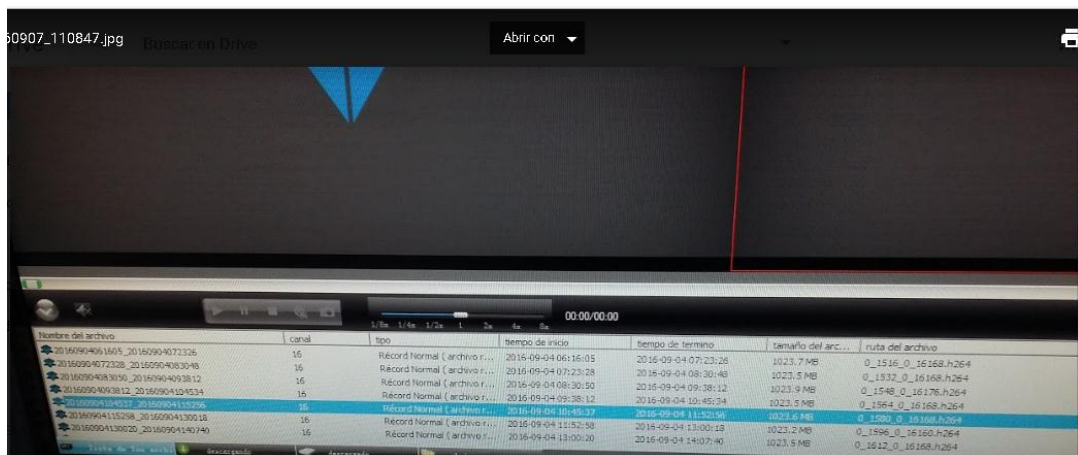 60907_110847.jpg
Buscar en Drive
Abrir con
1/8x 1/4x 1/2x 1 2x 4x 8x
00:00/00:00
Nombre del archivo canal tipo tiempo de inicio tiempo de termino tamaño del arc... ruta del archivo
20160904061605_20160904072326 16 Récord Normal ( archivo r... 2016-09-04 06:16:05 2016-09-04 07:23:26 1023.7 MB 0_1516_0_16168.h264
20160904072328_20160904083048 16 Récord Normal ( archivo r... 2016-09-04 07:23:28 2016-09-04 08:30:48 1023.7 MB 0_1532_0_16168.h264
20160904083050_20160904093812 16 Récord Normal ( archivo r... 2016-09-04 08:30:50 2016-09-04 09:38:12 1023.9 MB 0_1548_0_16176.h264
20160904093812_20160904104534 16 Récord Normal ( archivo r... 2016-09-04 09:38:12 2016-09-04 10:45:34 1023.5 MB 0_1564_0_16168.h264
20160904104537_20160904115256 16 Récord Normal ( archivo r... 2016-09-04 10:45:37 2016-09-04 11:52:56 1023.6 MB 0_1580_0_16168.h264
20160904115258_20160904130018 16 Récord Normal ( archivo r... 2016-09-04 11:52:58 2016-09-04 13:00:18 1023.2 MB 0_1596_0_16160.h264
20160904130020_20160904140740 16 Récord Normal ( archivo r... 2016-09-04 13:00:20 2016-09-04 14:07:40 1023.5 MB 0_1612_0_16168.h264
lista de los archi descargando descargando